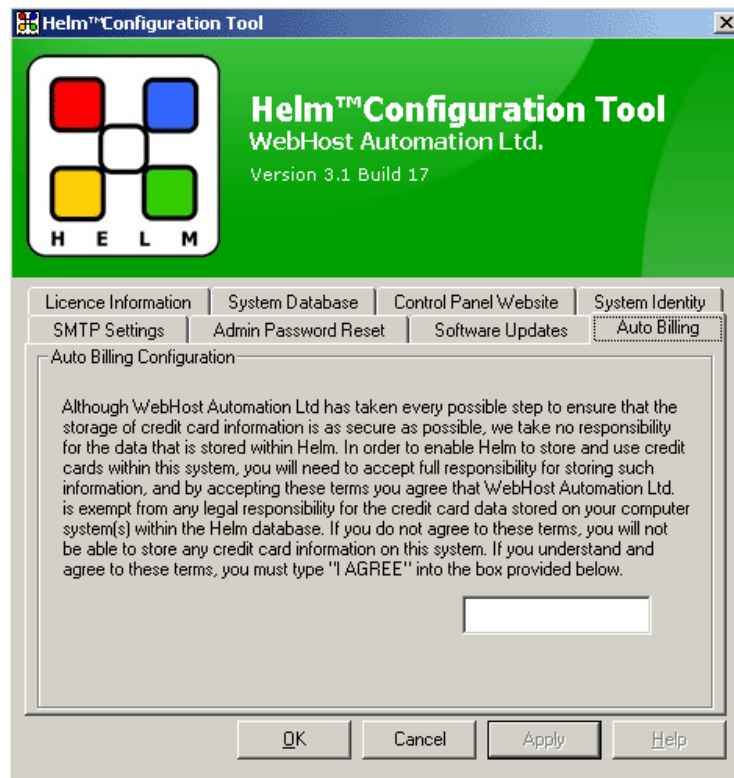 Helm™Configuration Tool
Helm™Configuration Tool
WebHost Automation Ltd.
Version 3.1 Build 17
H E L M
Licence Information System Database Control Panel Website System Identity
SMTP Settings Admin Password Reset Software Updates Auto Billing
Auto Billing Configuration
Although WebHost Automation Ltd has taken every possible step to ensure that the
storage of credit card information is as secure as possible, we take no responsibility
for the data that is stored within Helm. In order to enable Helm to store and use credit
cards within this system, you will need to accept full responsibility for storing such
information, and by accepting these terms you agree that WebHost Automation Ltd.
is exempt from any legal responsibility for the credit card data stored on your computer
system(s) within the Helm database. If you do not agree to these terms, you will not
be able to store any credit card information on this system. If you understand and
agree to these terms, you must type "I AGREE" into the box provided below.
OK Cancel Apply Help